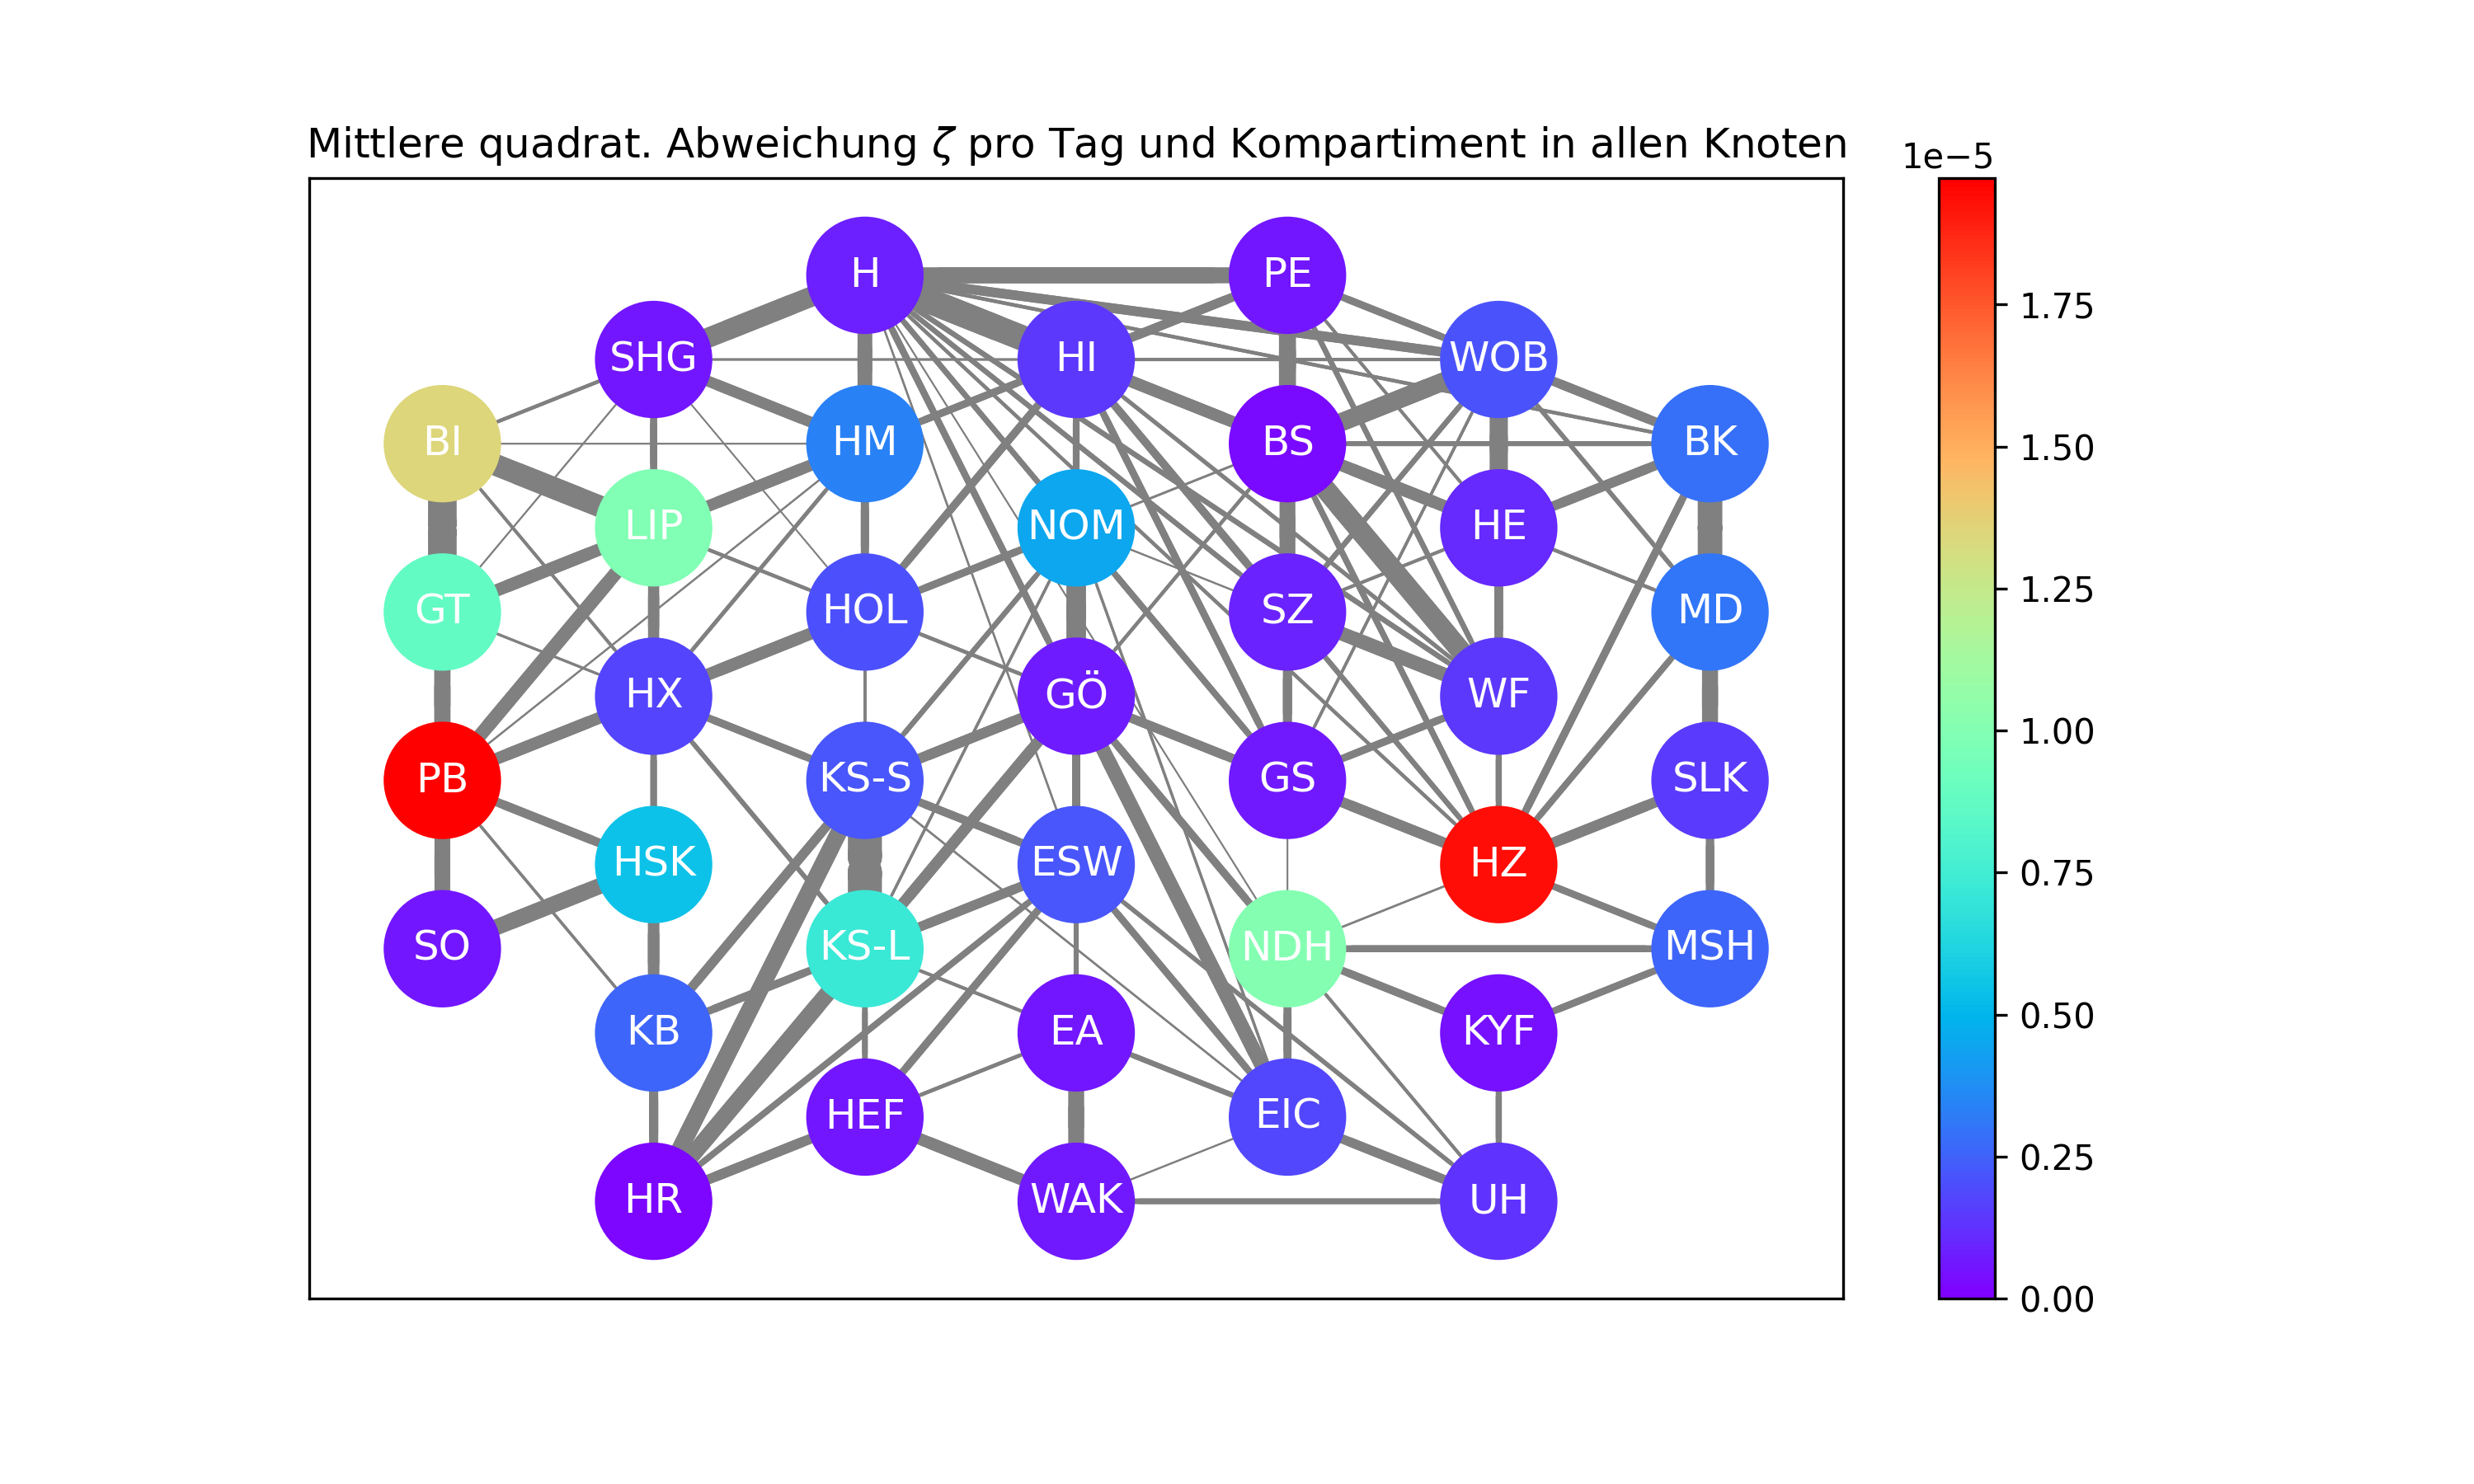 Mittlere quadrat. Abweichung ζ pro Tag und Kompartiment in allen Knoten
1e−5
H
PE
SHG
HI
WOB
BI
HM
BS
BK
LIP
NOM
HE
GT
HOL
SZ
MD
HX
GÖ
WF
PB
KS-S
GS
SLK
HSK
ESW
HZ
SO
KS-L
NDH
MSH
KB
EA
KYF
HEF
EIC
HR
WAK
UH
1.75
1.50
1.25
1.00
0.75
0.50
0.25
0.00